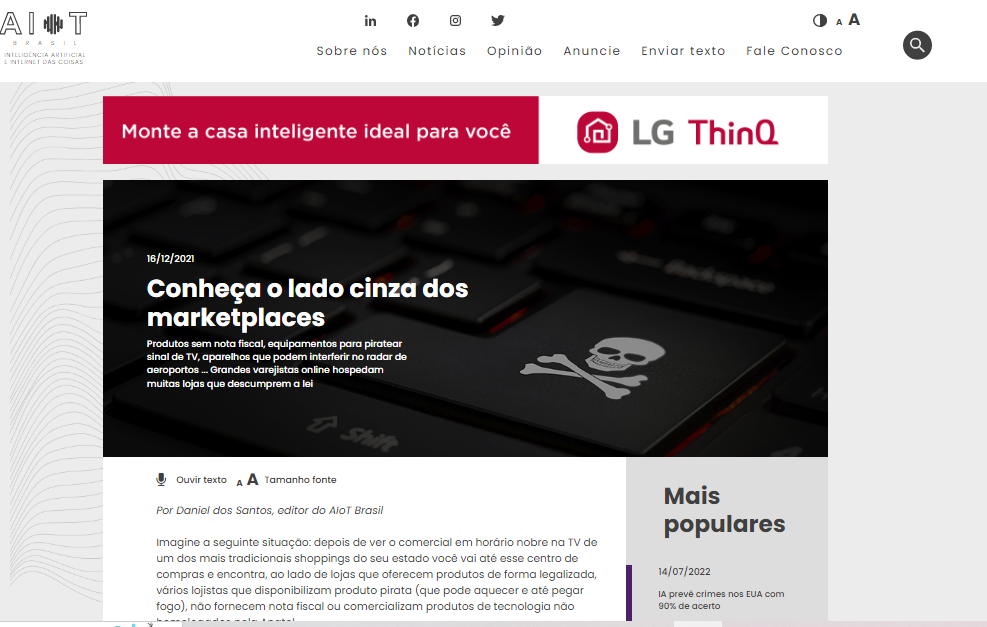 AIOT
BRASIL
INTELIGÊNCIA ARTIFICIAL
E INTERNET DAS COISAS
A A
Sobre nós Notícias Opinião Anuncie Enviar texto Fale Conosco
Monte a casa inteligente ideal para você
LG ThinQ
16/12/2021
Conheça o lado cinza dos
marketplaces
Produtos sem nota fiscal, equipamentos para piratear
sinal de TV, aparelhos que podem interferir no radar de
aeroportos ... Grandes varejistas online hospedam
muitas lojas que descumprem a lei
Backspace
Shift
Ouvir texto A A Tamanho fonte
Por Daniel dos Santos, editor do AIoT Brasil
Imagine a seguinte situação: depois de ver o comercial em horário nobre na TV de
um dos mais tradicionais shoppings do seu estado você vai até esse centro de
compras e encontra, ao lado de lojas que oferecem produtos de forma legalizada,
vários lojistas que disponibilizam produto pirata (que pode aquecer e até pegar
fogo), não fornecem nota fiscal ou comercializam produtos de tecnologia não
homologados pela Anatel
Mais
populares
14/07/2022
IA prevê crimes nos EUA com
90% de acerto